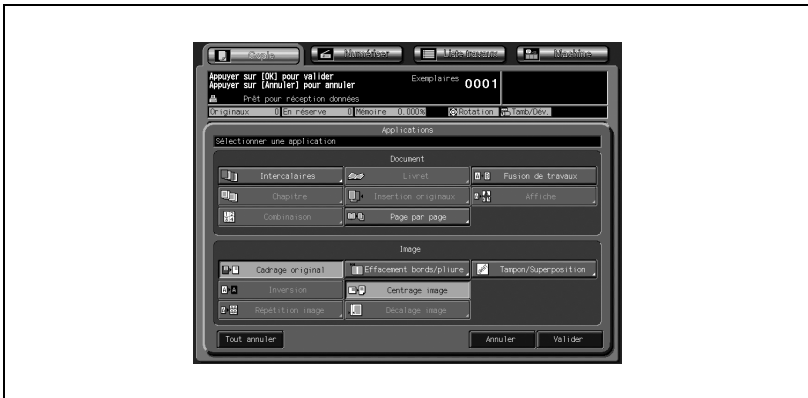 Copie Numériser Liste travaux Machine
Appuyer sur [OK] pour valider
Appuyer sur [Annuler] pour annuler
Exemplaires 0001
Prêt pour réception données
Originaux 0 En réserve 0 Mémoire 0.000% Rotation Tamb/Dév.
Applications
Sélectionner une application
Document
Intercalaires Livret Fusion de travaux
Chapitre Insertion originaux Affiche
Combinaison Page par page
Image
Cadrage original Effacement bords/pliure Tampon/Superposition
Inversion Centrage image
Répétition image Décalage image
Tout annuler Annuler Valider